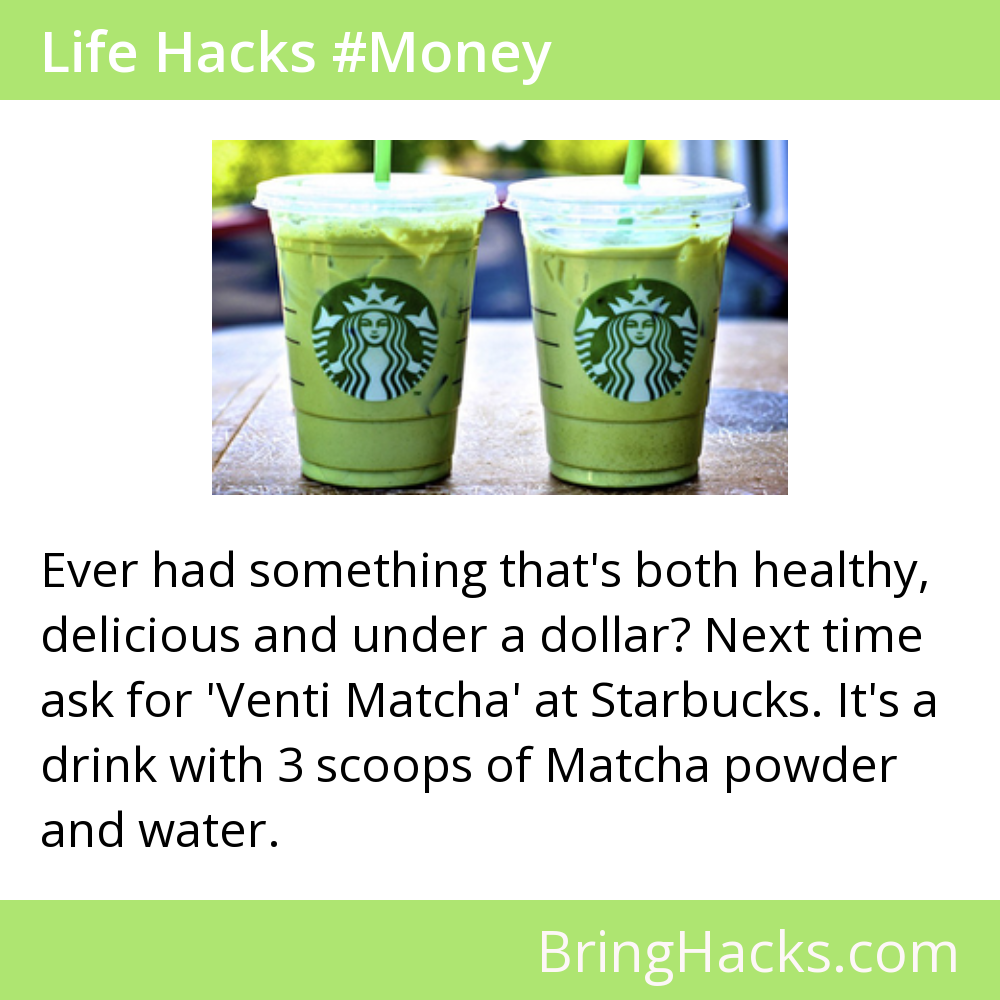 Life Hacks #Money
Ever had something that's both healthy,
delicious and under a dollar? Next time
ask for 'Venti Matcha' at Starbucks. It's a
drink with 3 scoops of Matcha powder
and water.
BringHacks.com